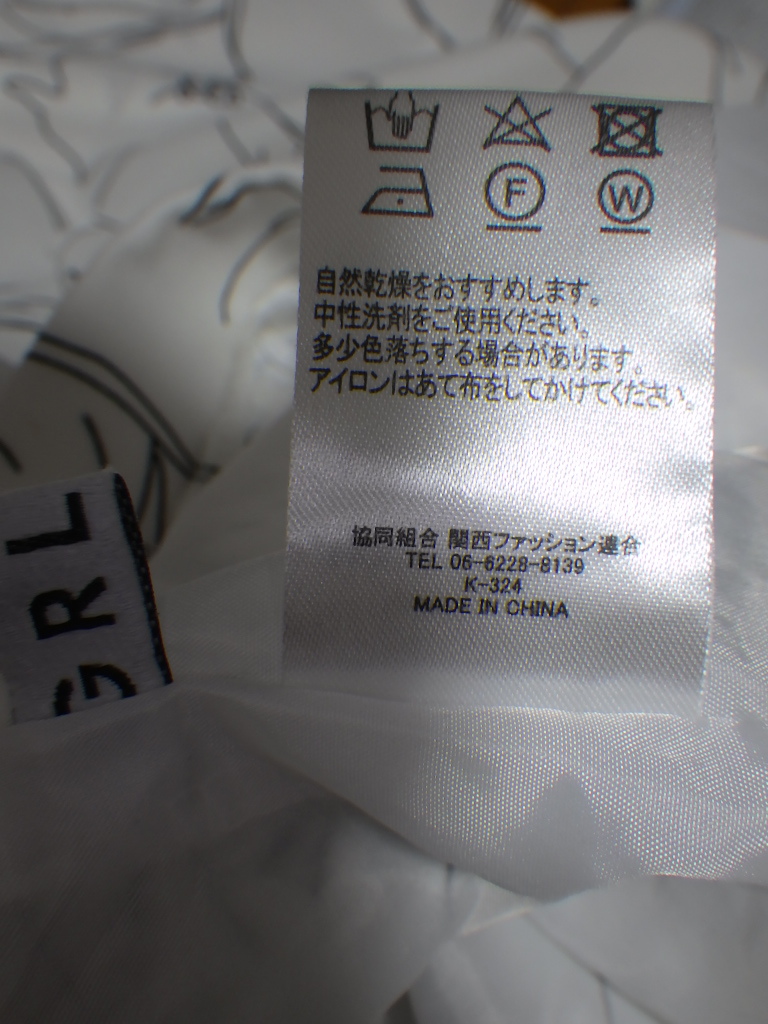 F
W
自然乾燥をおすすめします。
中性洗剤をご使用ください。
多少色落ちする場合があります。
アイロンはあて布をしてかけてください。
協同組合 関西ファッション連合
TEL 06-6228-8139
K-324
MADE IN CHINA
GRL